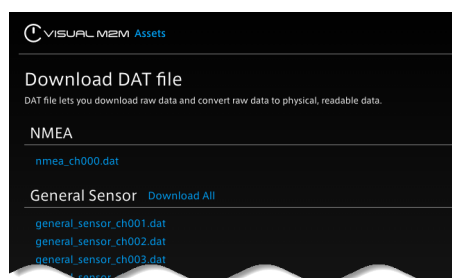 VISUAL M2M Assets
Download DAT file
DAT file lets you download raw data and convert raw data to physical, readable data.
NMEA
nmea_ch000.dat
General Sensor Download All
general_sensor_ch001.dat
general_sensor_ch002.dat
general_sensor_ch003.dat